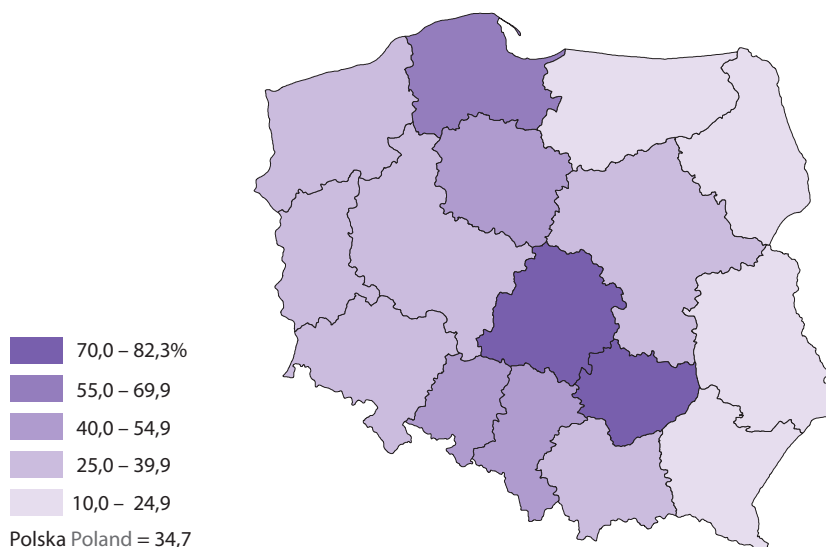 70,0 – 82,3%
55,0 – 69,9
40,0 – 54,9
25,0 – 39,9
10,0 – 24,9
Polska Poland = 34,7